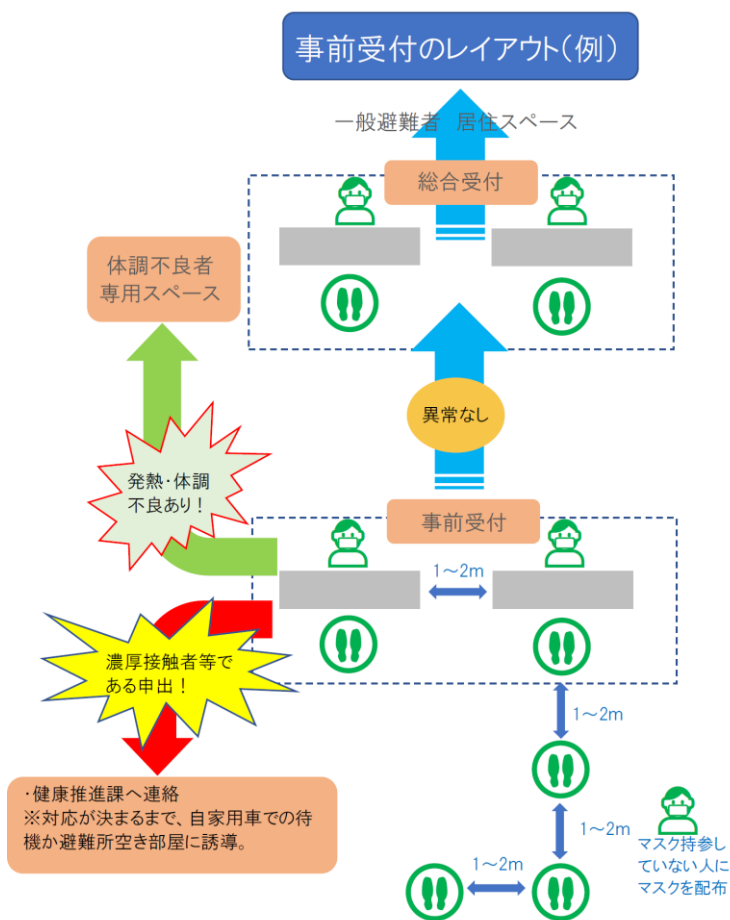 事前受付のレイアウト(例)
一般避難者 居住スペース
総合受付
体調不良者
専用スペース
異常なし
発熱・体調
不良あり！
事前受付
1～2m
濃厚接触者等で
ある申出！
1～2m
・健康推進課へ連絡
※対応が決まるまで、自家用車での待
機か避難所空き部屋に誘導。
1～2m
マスク持参し
ていない人に
マスクを配布
1～2m